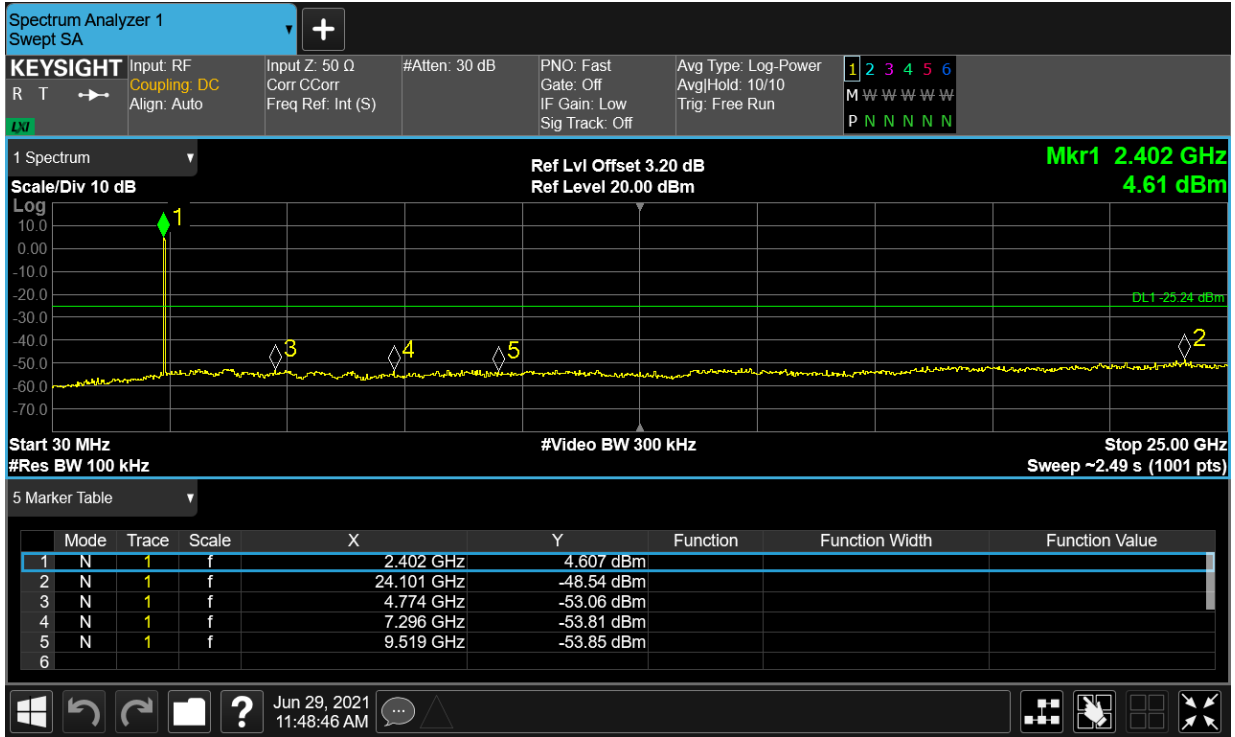 Spectrum Analyzer 1
Swept SA
KEYSIGHT
R T
LXI
Input: RF
Coupling: DC
Align: Auto
Input Z: 50 Ω
Corr CCorr
Freq Ref: Int (S)
#Atten: 30 dB
PNO: Fast
Gate: Off
IF Gain: Low
Sig Track: Off
Avg Type: Log-Power
Avg|Hold: 10/10
Trig: Free Run
1 2 3 4 5 6
M W W W W W
P N N N N N
1 Spectrum
Scale/Div 10 dB
Ref Lvl Offset 3.20 dB
Ref Level 20.00 dBm
Mkr1 2.402 GHz
4.61 dBm
Log
10.0
0.00
-10.0
-20.0
-30.0
-40.0
-50.0
-60.0
-70.0
1
3
4
5
2
DL1 -25.24 dBm
Start 30 MHz
#Video BW 300 kHz
Stop 25.00 GHz
#Res BW 100 kHz
Sweep ~2.49 s (1001 pts)
5 Marker Table
Mode Trace Scale X Y Function Function Width Function Value
1 N 1 f 2.402 GHz 4.607 dBm
2 N 1 f 24.101 GHz -48.54 dBm
3 N 1 f 4.774 GHz -53.06 dBm
4 N 1 f 7.296 GHz -53.81 dBm
5 N 1 f 9.519 GHz -53.85 dBm
6
?
Jun 29, 2021
11:48:46 AM